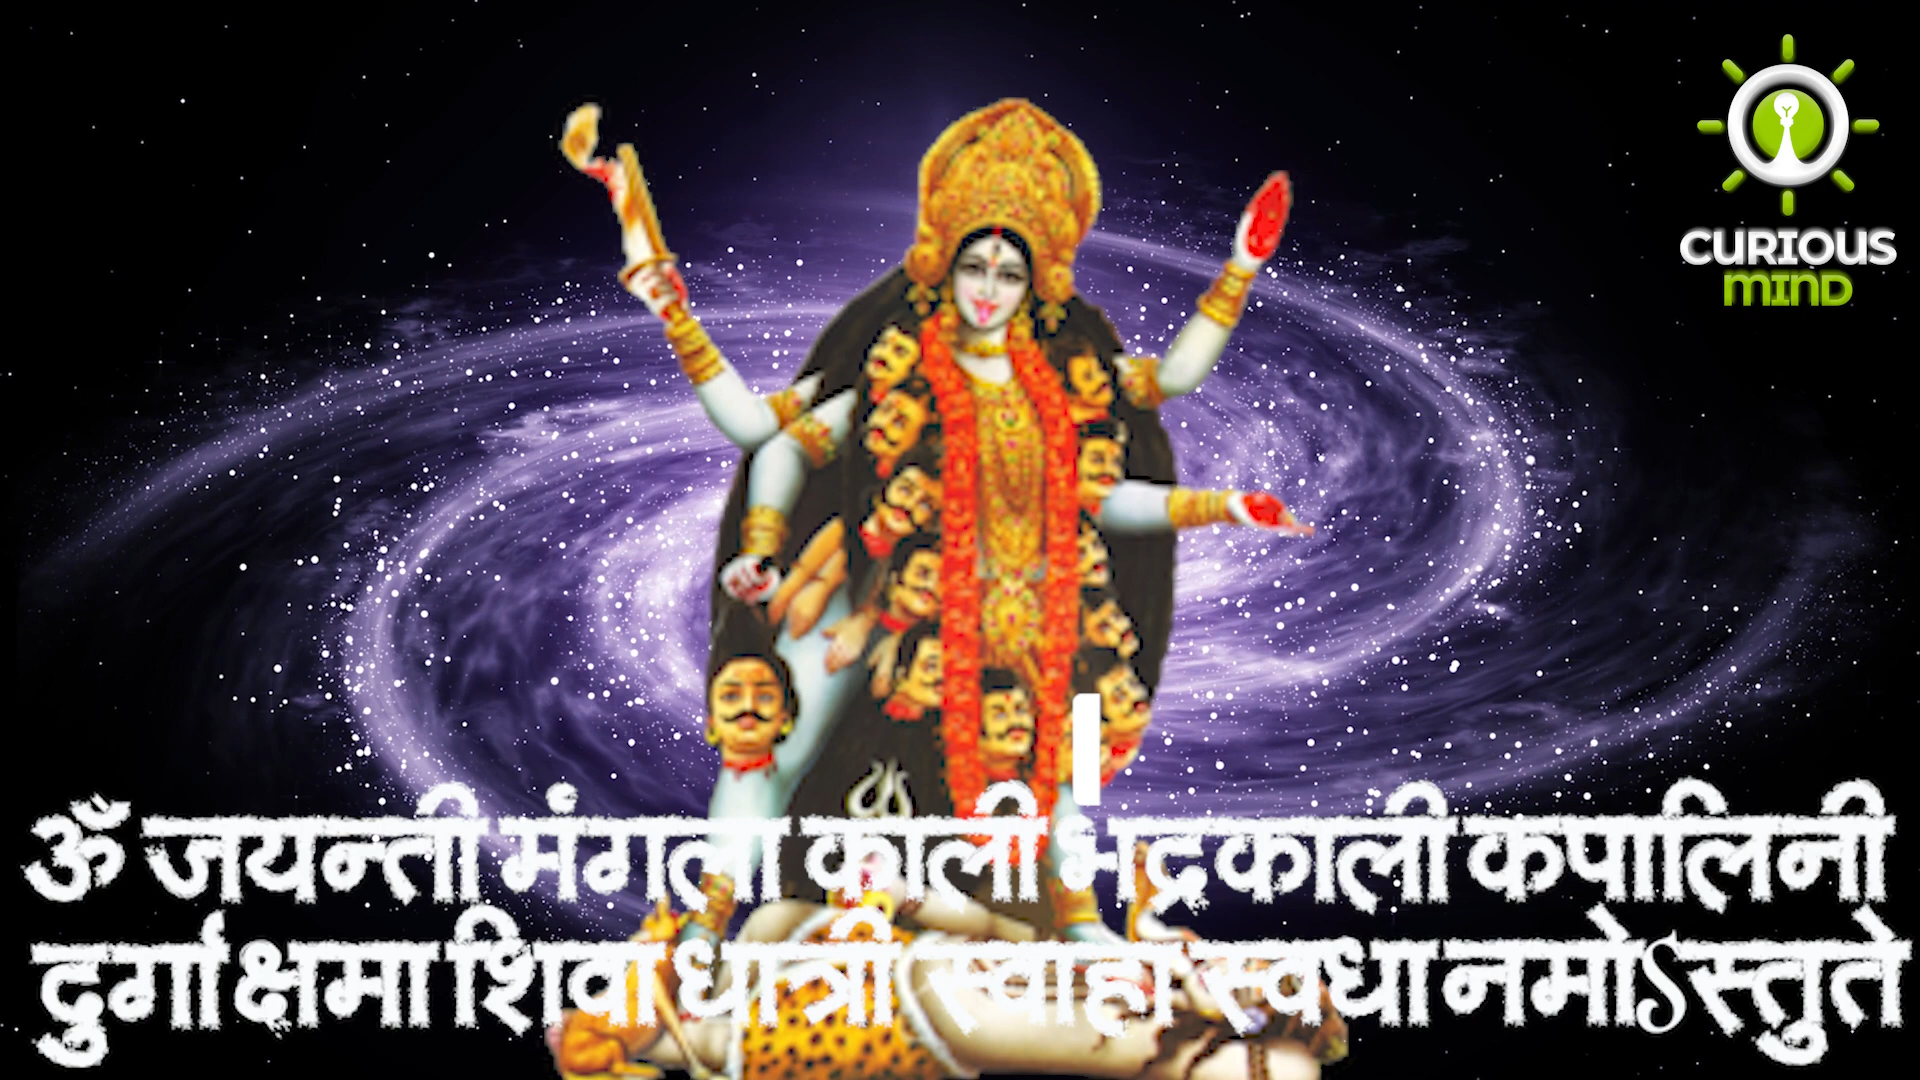 CURIOUS
MIND
ॐ जयन्ती मंगला काली भद्रकाली कपालिनी
दुर्गा क्षमा शिवा धात्री स्वाहा स्वधा नमोऽस्तुते